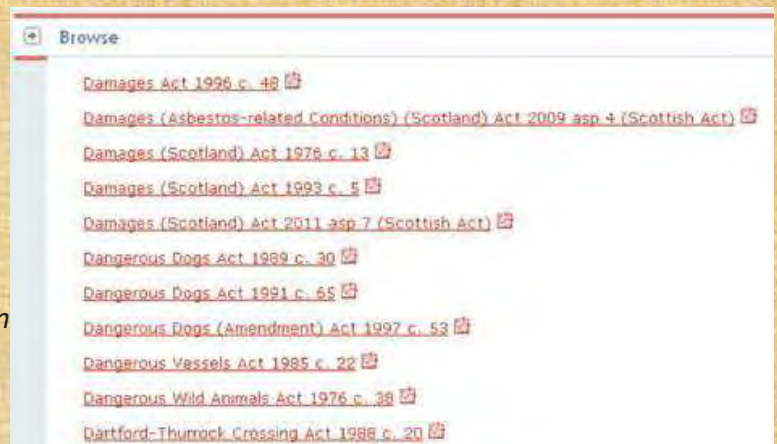 Browse
Damages Act 1996 c. 48
Damages (Asbestos-related Conditions) (Scotland) Act 2009 asp 4 (Scottish Act)
Damages (Scotland) Act 1976 c. 13
Damages (Scotland) Act 1993 c. 5
Damages (Scotland) Act 2011 asp 7 (Scottish Act)
Dangerous Dogs Act 1989 c. 30
Dangerous Dogs Act 1991 c. 65
Dangerous Dogs (Amendment) Act 1997 c. 53
Dangerous Vessels Act 1985 c. 22
Dangerous Wild Animals Act 1976 c. 38
Dartford-Thurrock Crossing Act 1988 c. 20